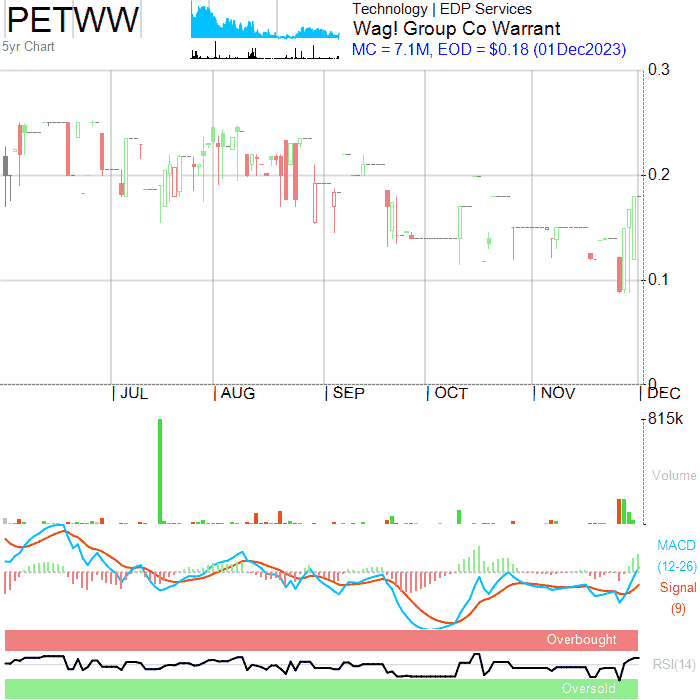 PETWW
5yr Chart
Technology | EDP Services
Wag! Group Co Warrant
MC = 7.1M, EOD = $0.18 (01Dec2023)
0.3
0.2
0.1
0
JUL
AUG
SEP
OCT
NOV
DEC
815k
Volume
MACD
(12-26)
Signal
(9)
Overbought
RSI(14)
Oversold